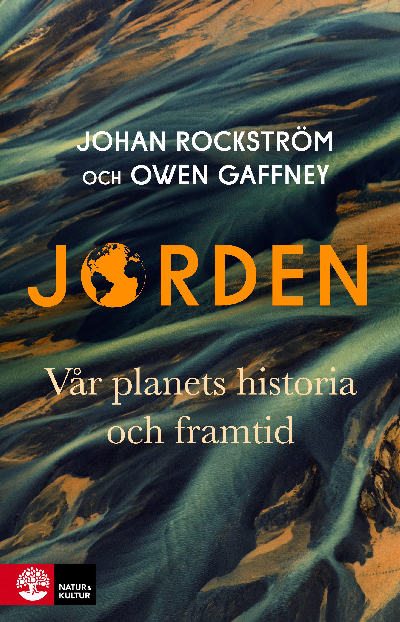 JOHAN ROCKSTRÖM
OCH OWEN GAFFNEY
JORDEN
Vår planets historia
och framtid
NATUR &
KULTUR